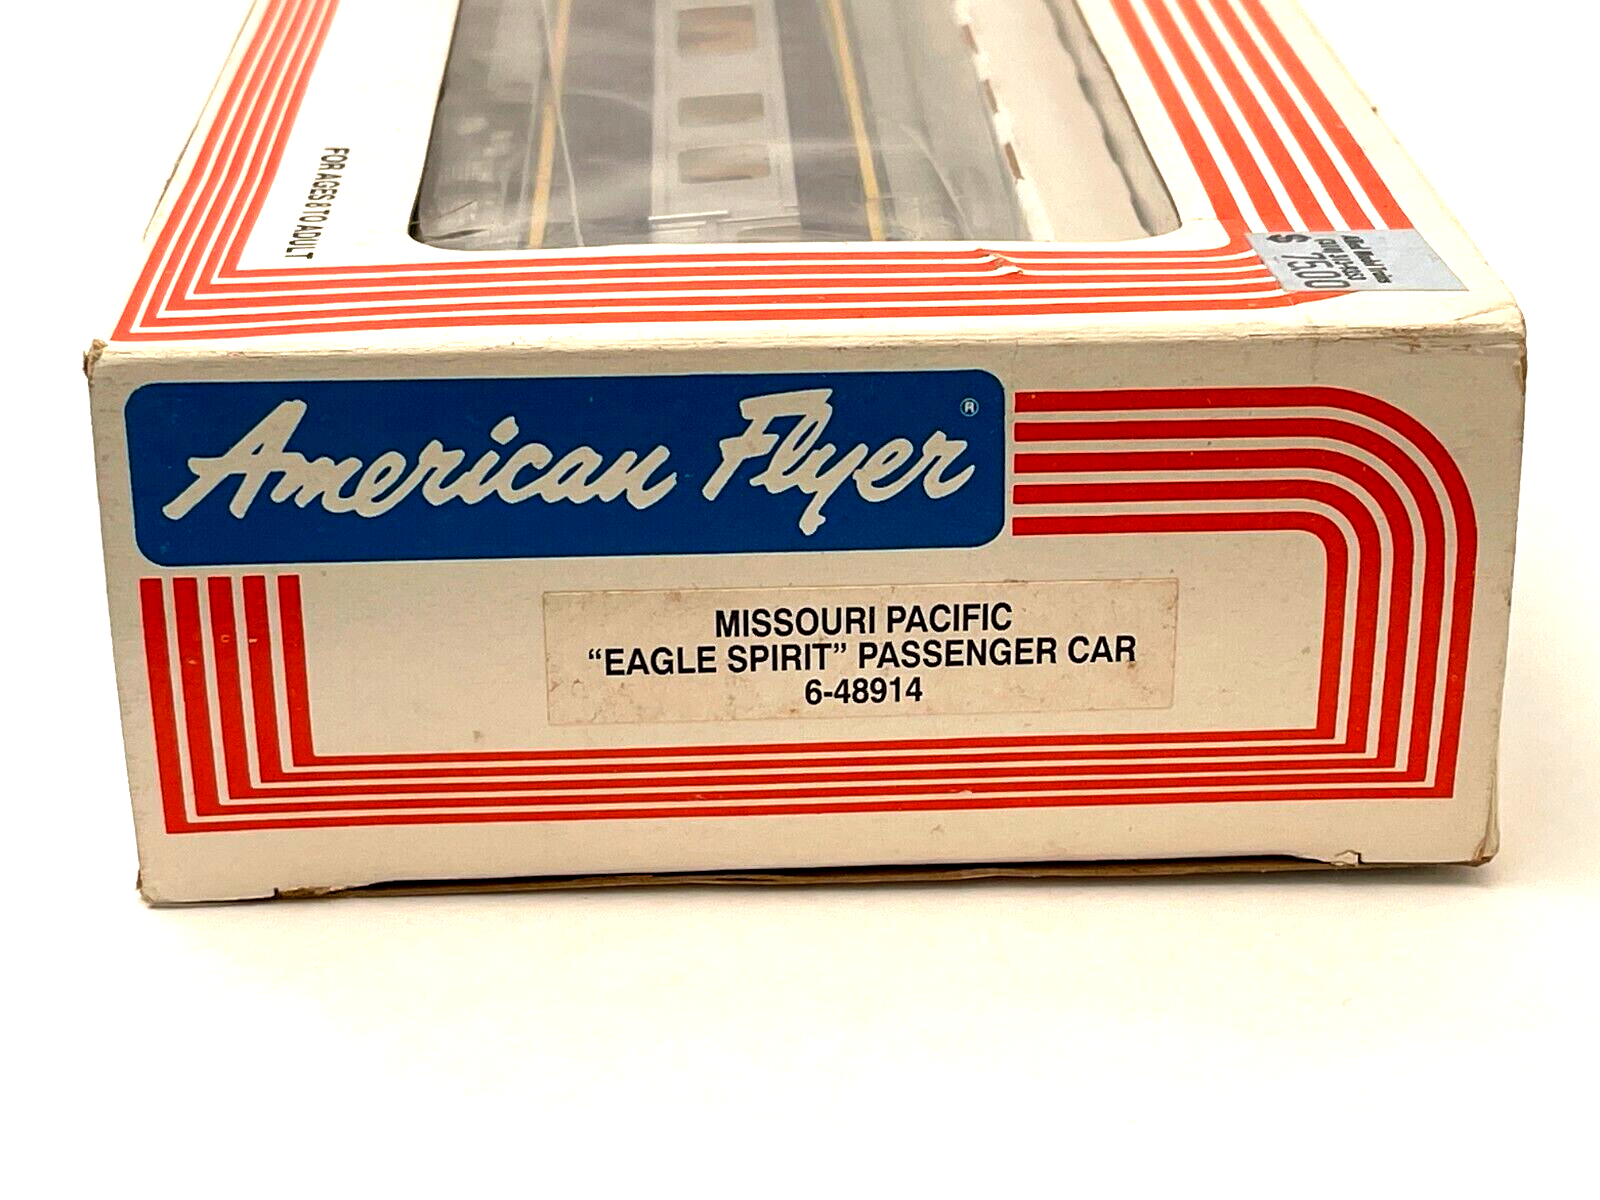 FOR AGES 8 TO ADULT
$ 75.00
American Flyer ®
MISSOURI PACIFIC
“EAGLE SPIRIT” PASSENGER CAR
6-48914